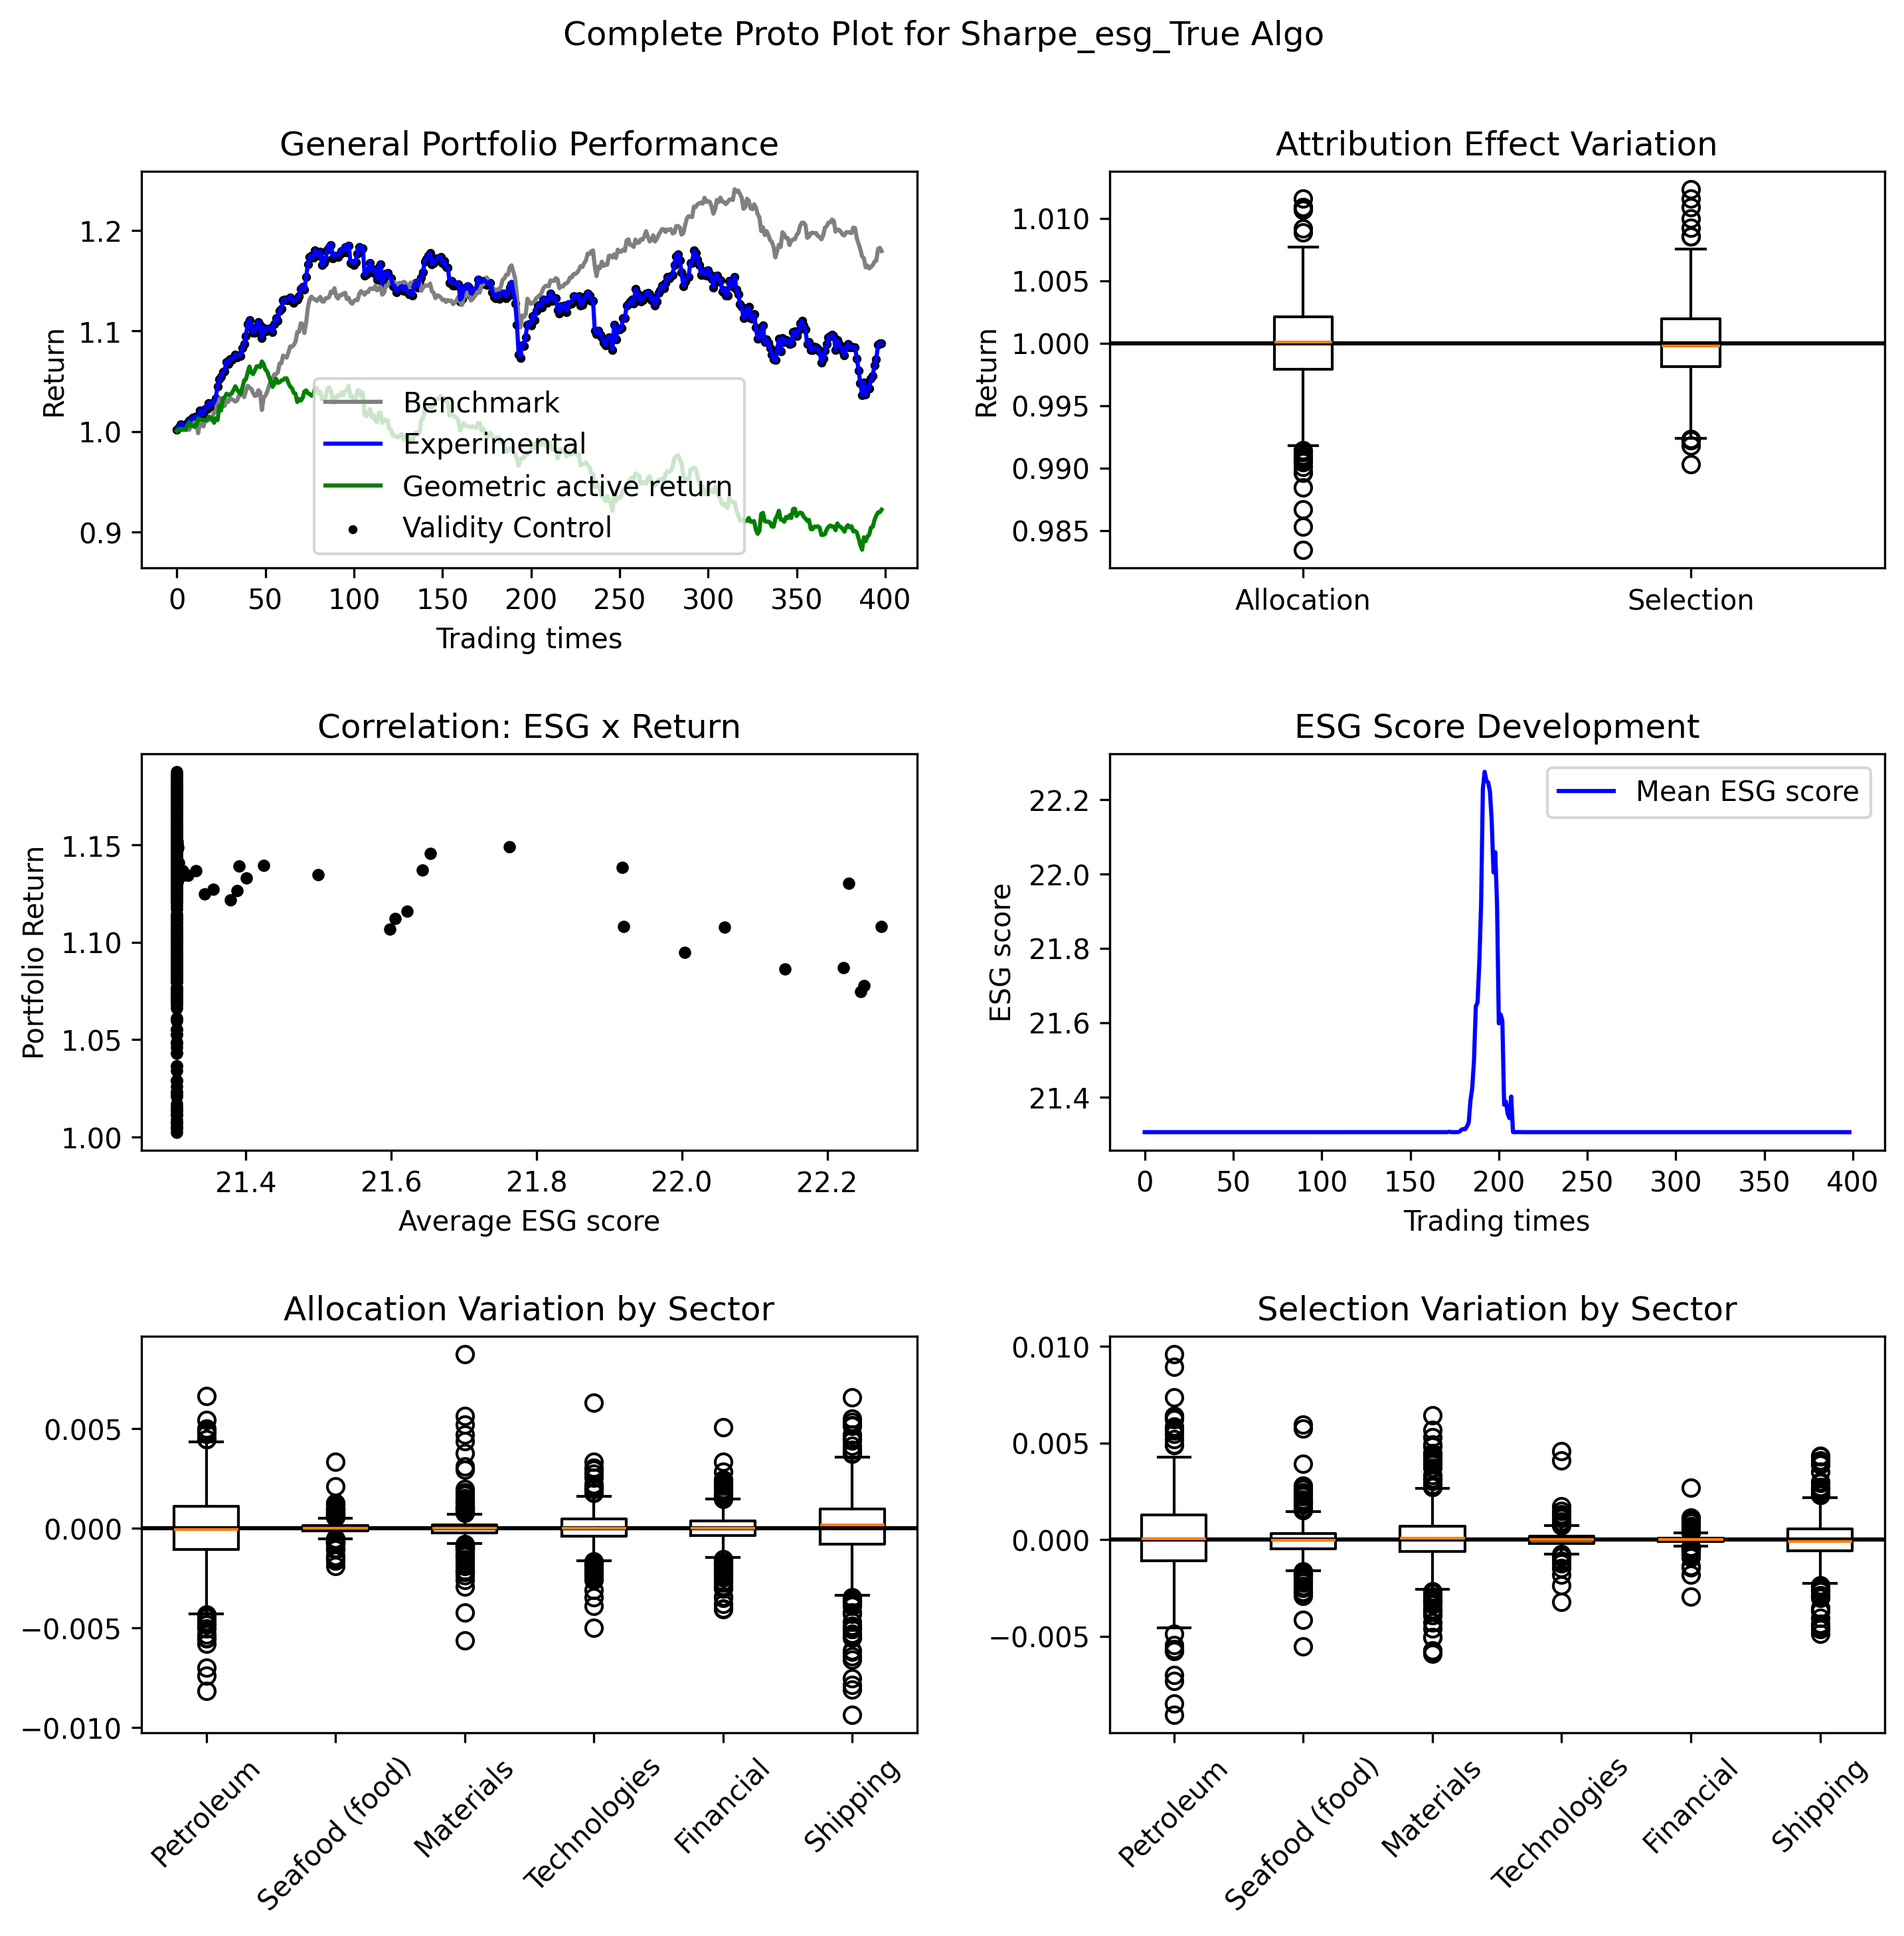 Complete Proto Plot for Sharpe_esg_True Algo
General Portfolio Performance
Return
1.2
1.1
1.0
0.9
Benchmark
Experimental
Geometric active return
Validity Control
0 50 100 150 200 250 300 350 400
Trading times
Attribution Effect Variation
Return
1.010
1.005
1.000
0.995
0.990
0.985
Allocation Selection
Correlation: ESG x Return
Portfolio Return
1.15
1.10
1.05
1.00
21.4 21.6 21.8 22.0 22.2
Average ESG score
ESG Score Development
ESG score
22.2
22.0
21.8
21.6
21.4
Mean ESG score
0 50 100 150 200 250 300 350 400
Trading times
Allocation Variation by Sector
0.005
0.000
−0.005
−0.010
Petroleum
Seafood (food)
Materials
Technologies
Financial
Shipping
Selection Variation by Sector
0.010
0.005
0.000
−0.005
Petroleum
Seafood (food)
Materials
Technologies
Financial
Shipping